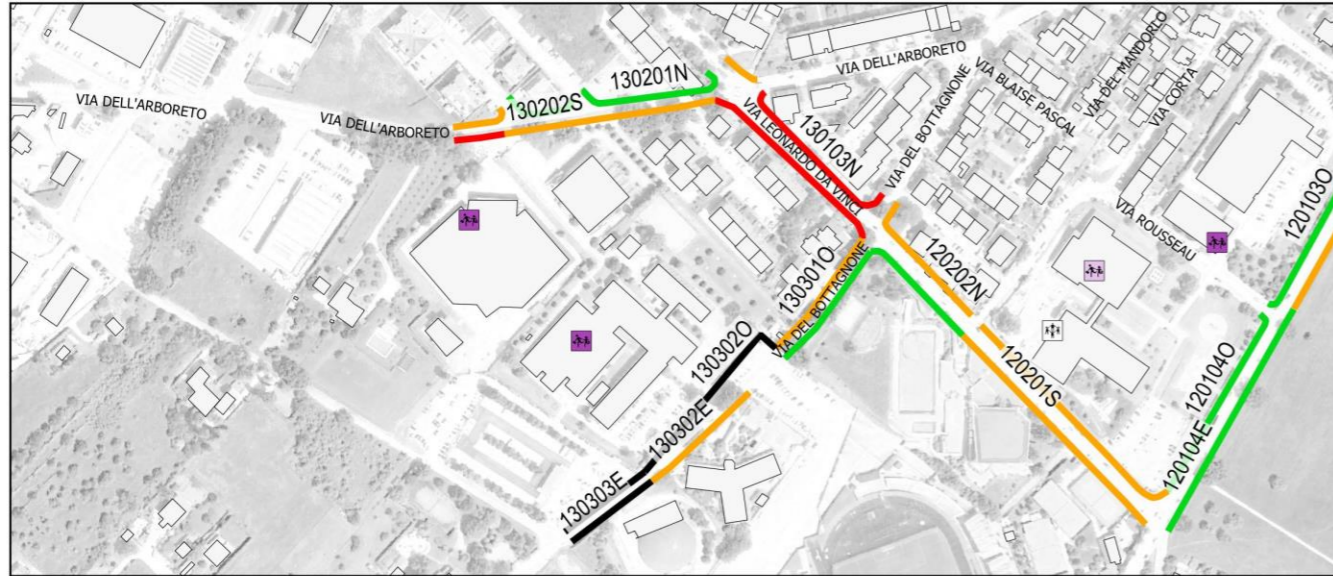 VIA DELL'ARBORETO
VIA DELL'ARBORETO
130202S
130201N
VIA DELL'ARBORETO
VIA LEONARDO DA VINCI
130103N
VIA DEL BOTTAGNONE
VIA BLAISE PASCAL
VIA DEL MANDORLO
VIA CORTA
VIA ROUSSEAU
120103O
130301O
VIA DEL BOTTAGNONE
120202N
130302O
120201S
120104O
130302E
120104E
130303E